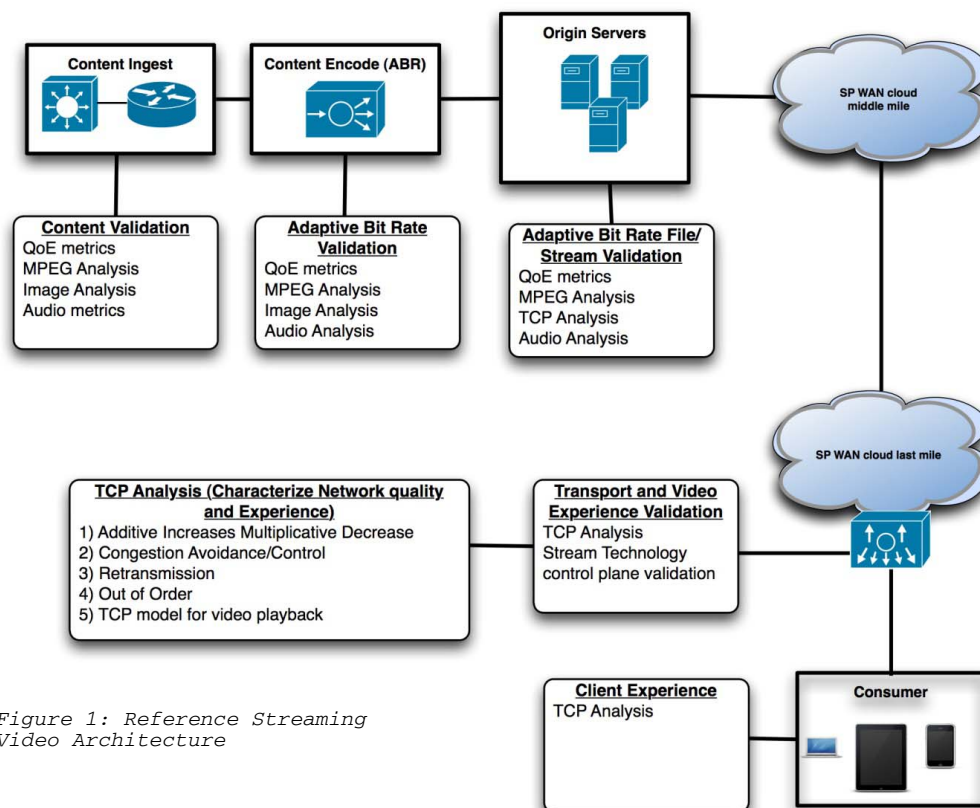 Content Ingest
Content Encode (ABR)
Origin Servers
SP WAN cloud
middle mile
Content Validation
QoE metrics
MPEG Analysis
Image Analysis
Audio metrics
Adaptive Bit Rate
Validation
QoE metrics
MPEG Analysis
Image Analysis
Audio Analysis
Adaptive Bit Rate File/
Stream Validation
QoE metrics
MPEG Analysis
TCP Analysis
Audio Analysis
SP WAN cloud last mile
TCP Analysis (Characterize Network quality
and Experience)
1) Additive Increases Multiplicative Decrease
2) Congestion Avoidance/Control
3) Retransmission
4) Out of Order
5) TCP model for video playback
Transport and Video
Experience Validation
TCP Analysis
Stream Technology
control plane validation
Client Experience
TCP Analysis
Consumer
Figure 1: Reference Streaming
Video Architecture